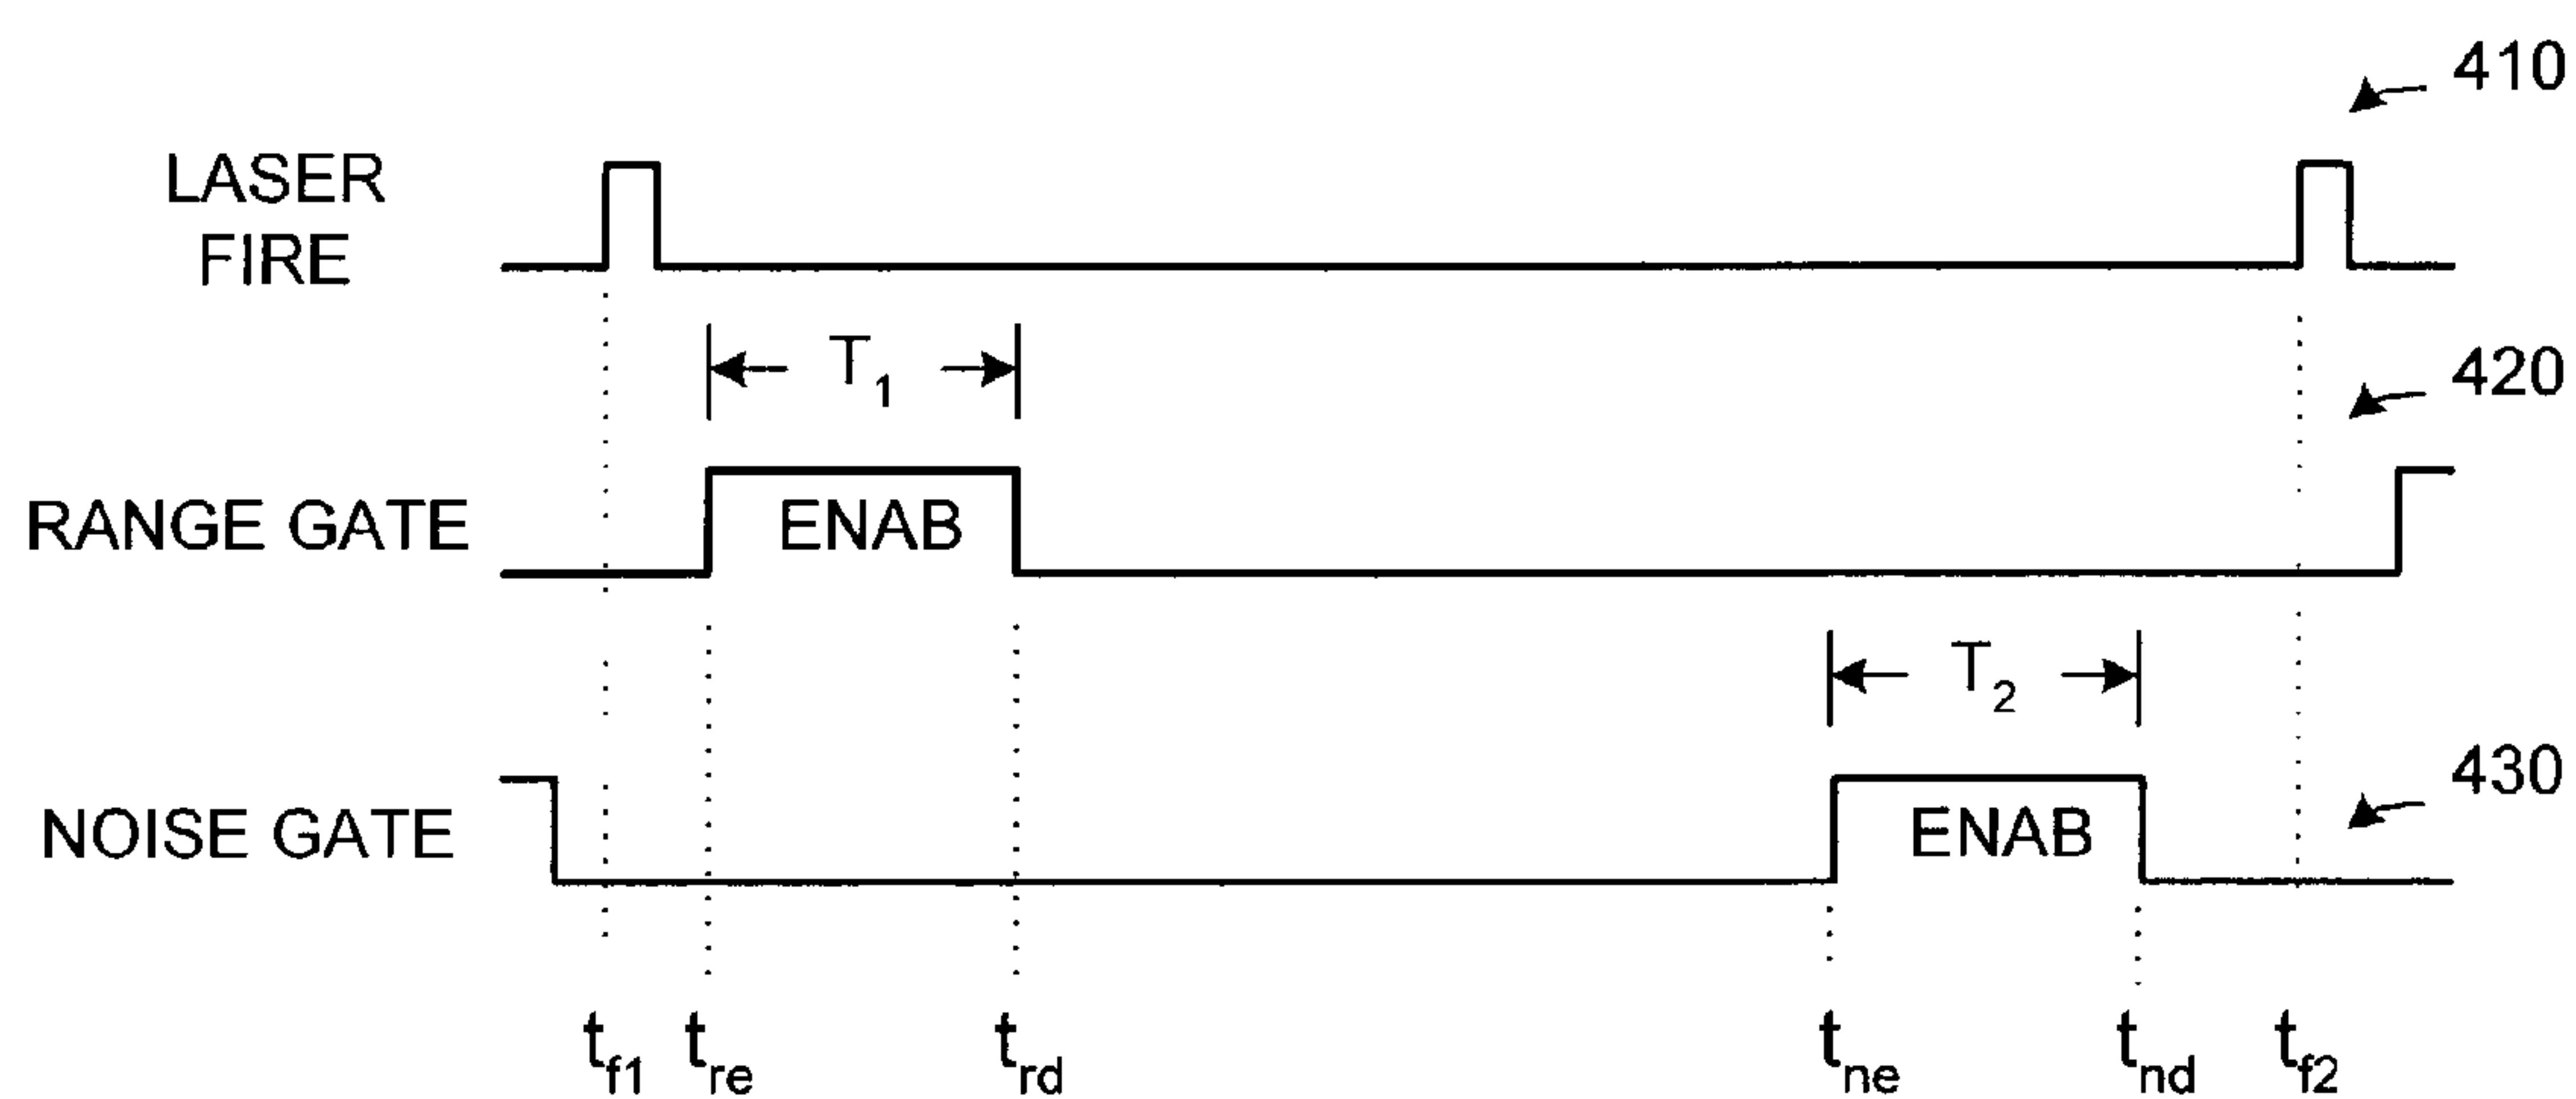 410
LASER
FIRE
T1
420
RANGE GATE
ENAB
T2
430
NOISE GATE
ENAB
tf1 tre trd tne tnd tf2